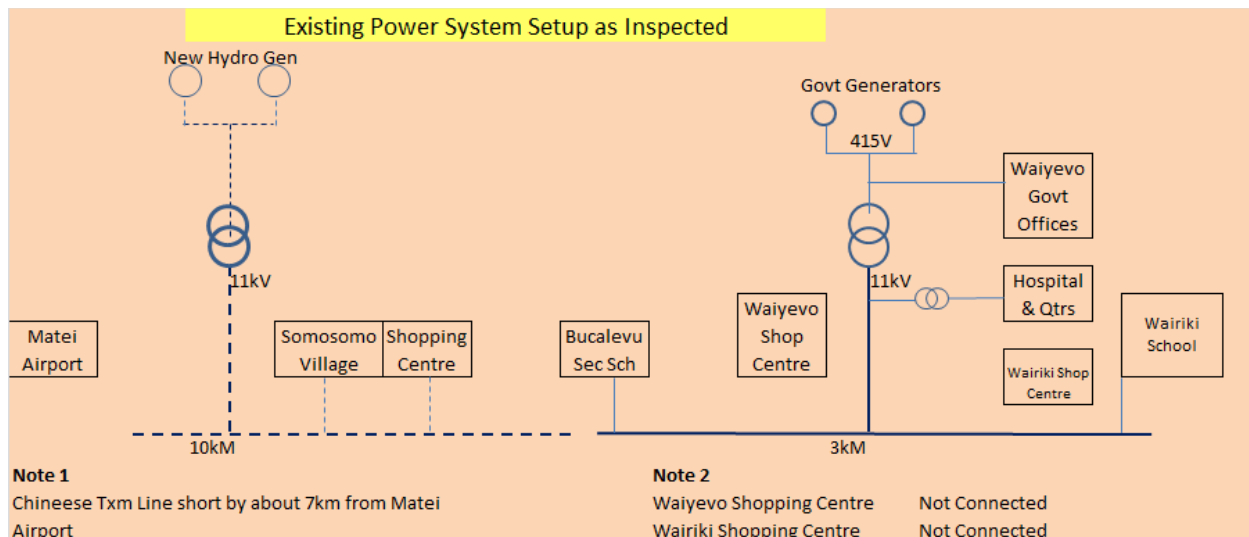 Existing Power System Setup as Inspected
New Hydro Gen
Govt Generators
415V
Waiyevo
Govt
Offices
11kV
11kV
Hospital
& Qtrs
Matei
Airport
Somosomo
Village
Shopping
Centre
Bucalevu
Sec Sch
Waiyevo
Shop
Centre
Wairiki
School
Wairiki Shop
Centre
10kM
3kM
Note 1
Chineese Txm Line short by about 7km from Matei
Airport
Note 2
Waiyevo Shopping Centre Not Connected
Wairiki Shopping Centre Not Connected